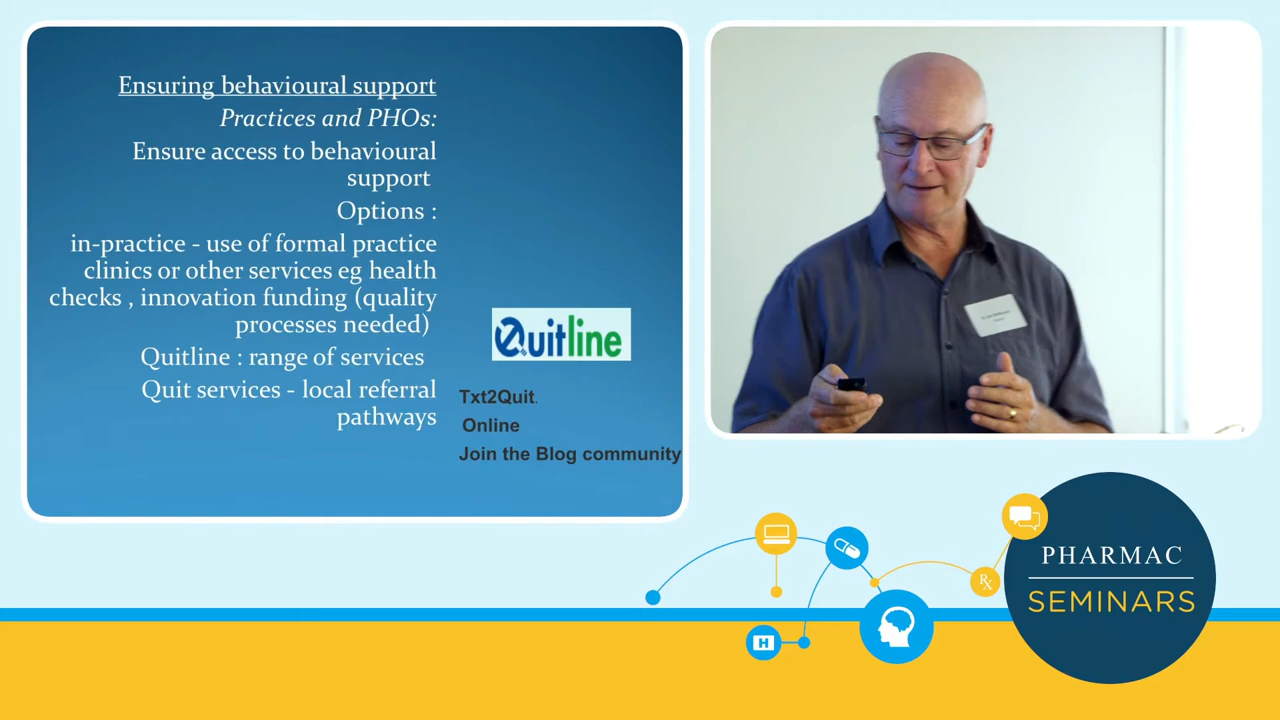 Ensuring behavioural support
Practices and PHOs:
Ensure access to behavioural
support
Options :
in-practice - use of formal practice
clinics or other services eg health
checks , innovation funding (quality
processes needed)
Quitline : range of services
Quit services - local referral
pathways
Quitline
Txt2Quit.
Online
Join the Blog community
PHARMAC
SEMINARS
Rx
H